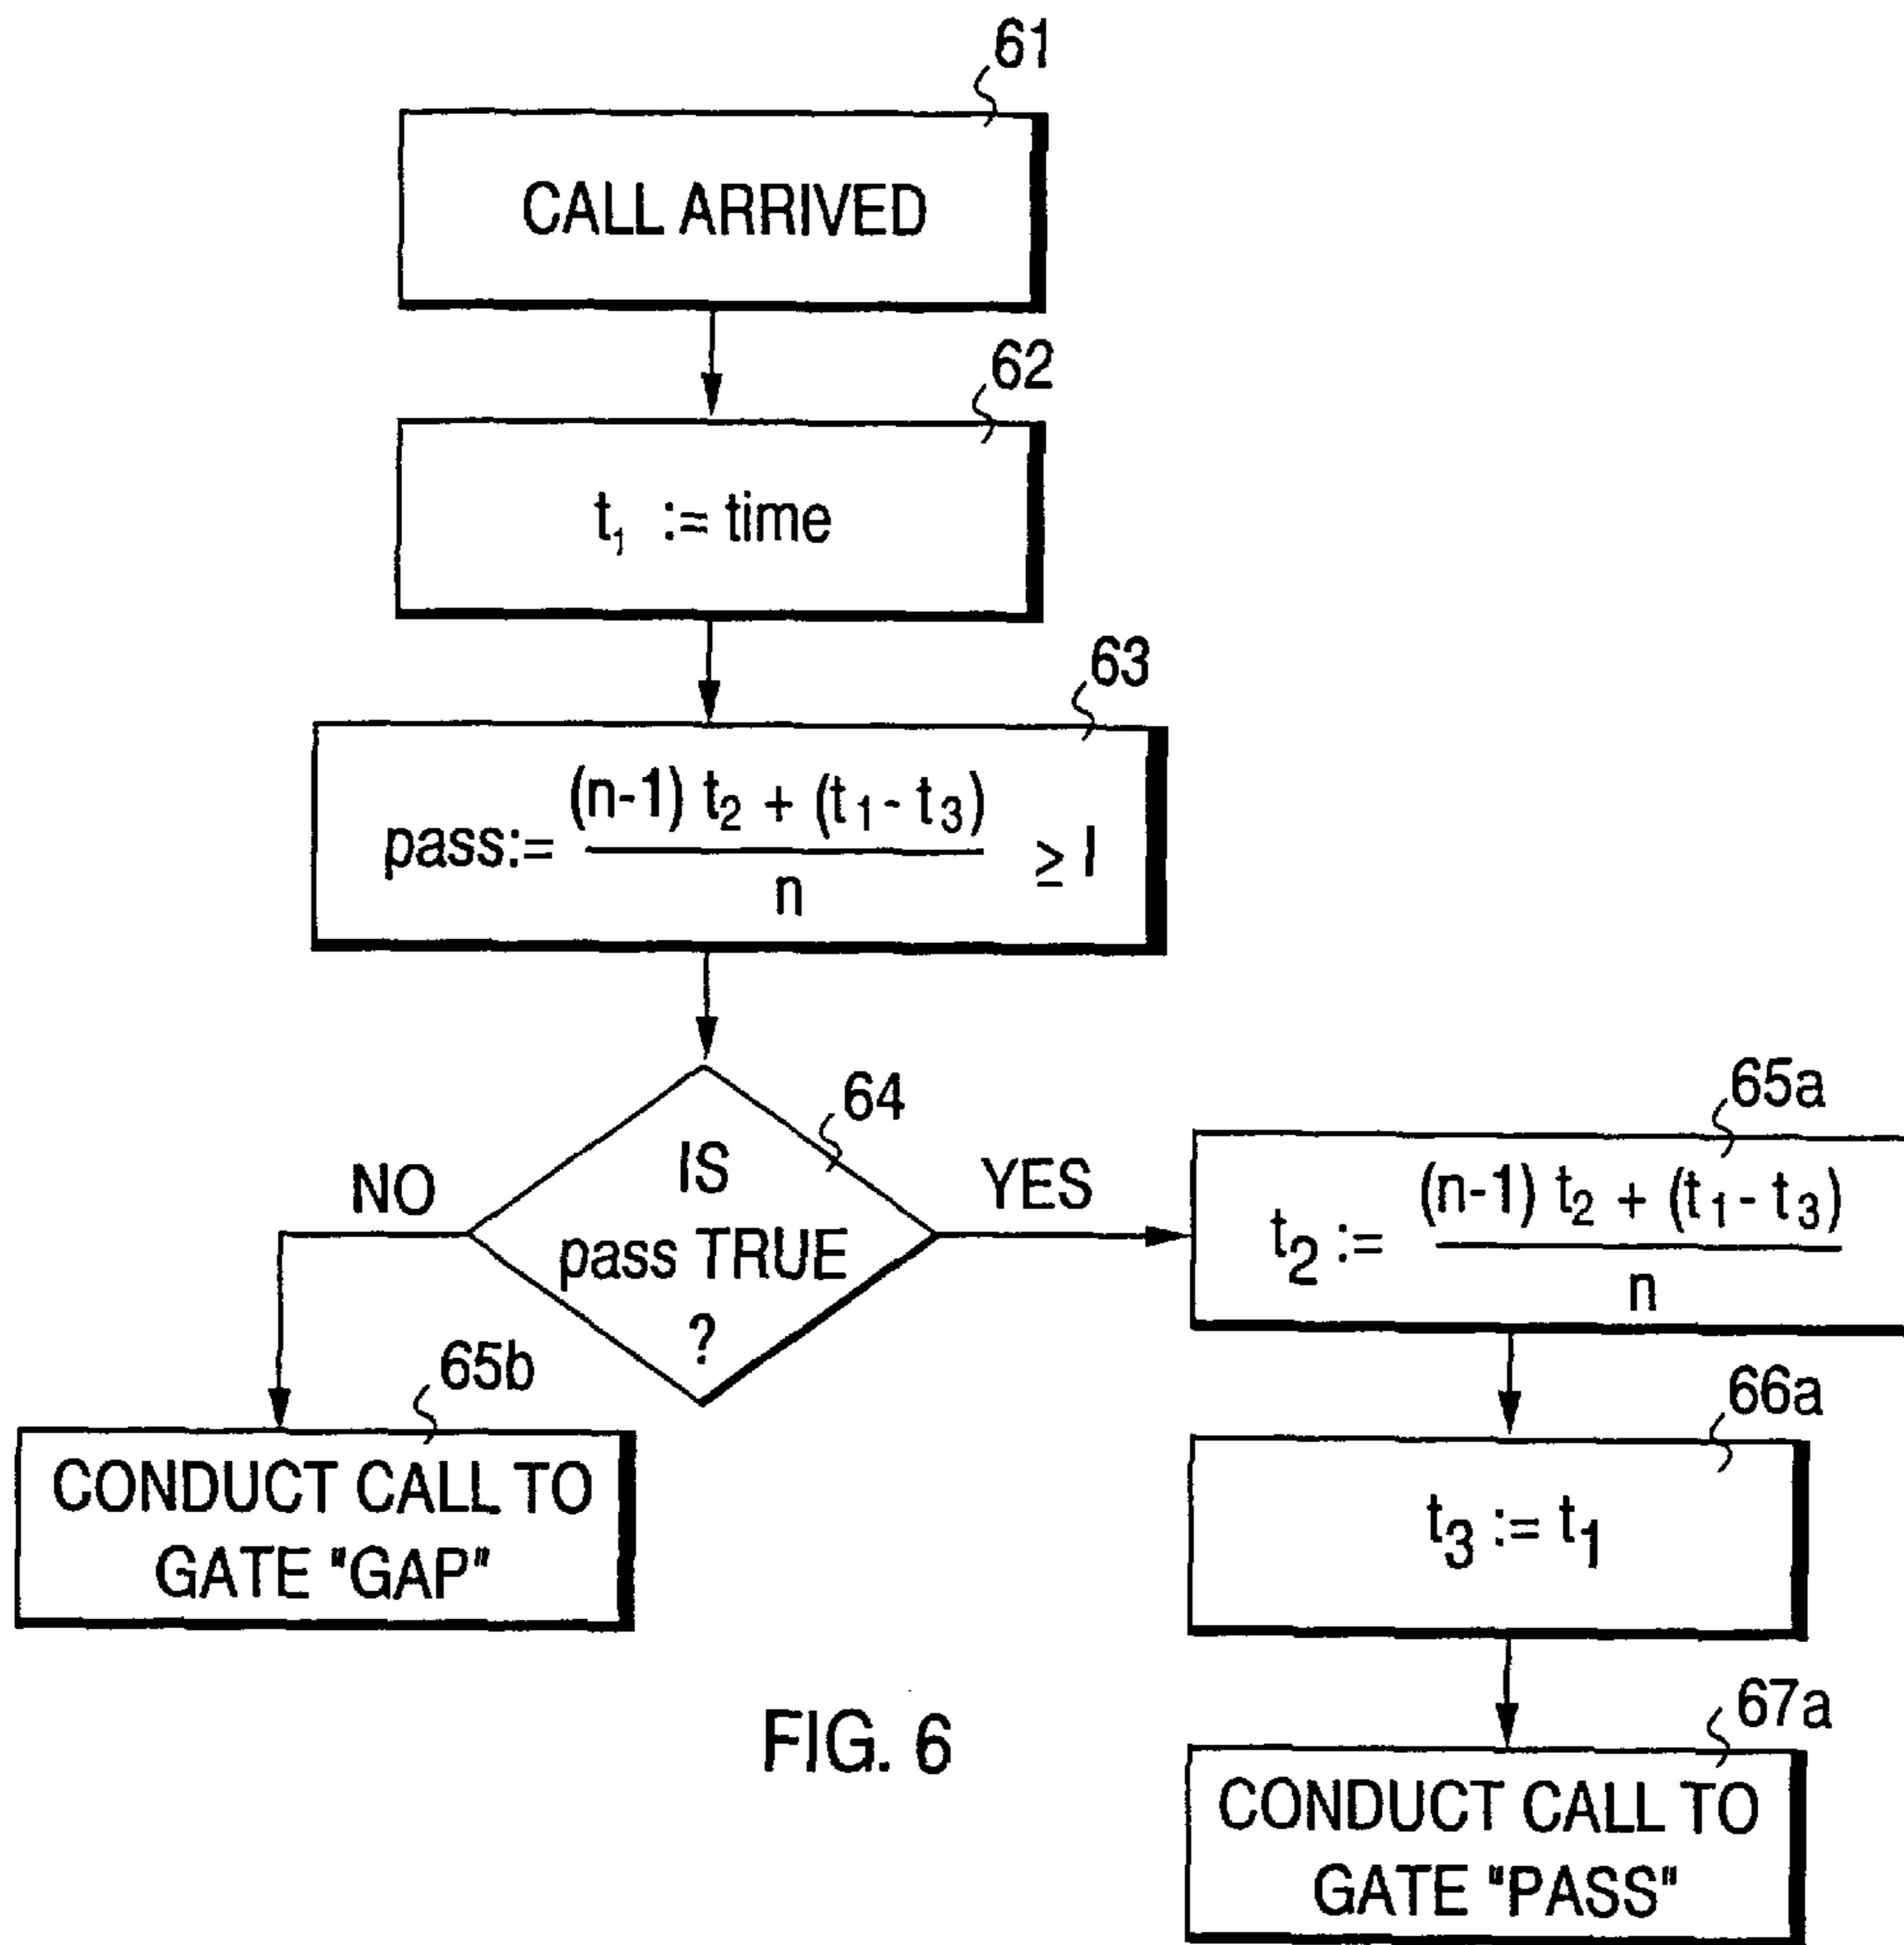 61
CALL ARRIVED
62
t₁ := time
63
pass:= (n-1) t₂ + (t₁ - t₃)
n
≥ I
64
IS
pass TRUE
?
NO
YES
65a
t₂ := (n-1) t₂ + (t₁ - t₃)
n
65b
CONDUCT CALL TO
GATE "GAP"
66a
t₃ := t₁
67a
CONDUCT CALL TO
GATE "PASS"
FIG. 6